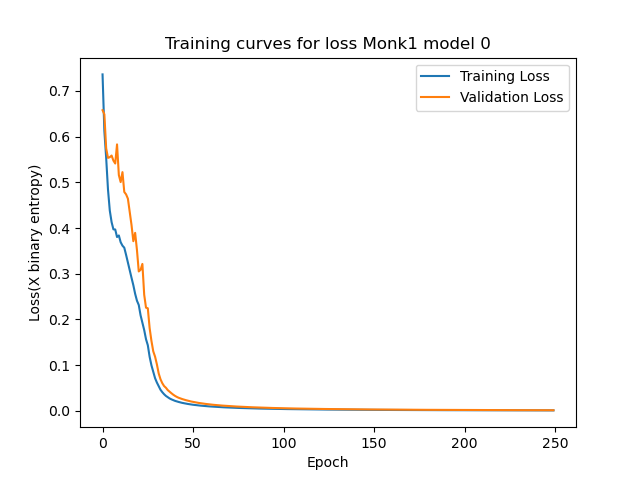 Training curves for loss Monk1 model 0
Training Loss
Validation Loss
Loss(X binary entropy)
0.7
0.6
0.5
0.4
0.3
0.2
0.1
0.0
0 50 100 150 200 250
Epoch